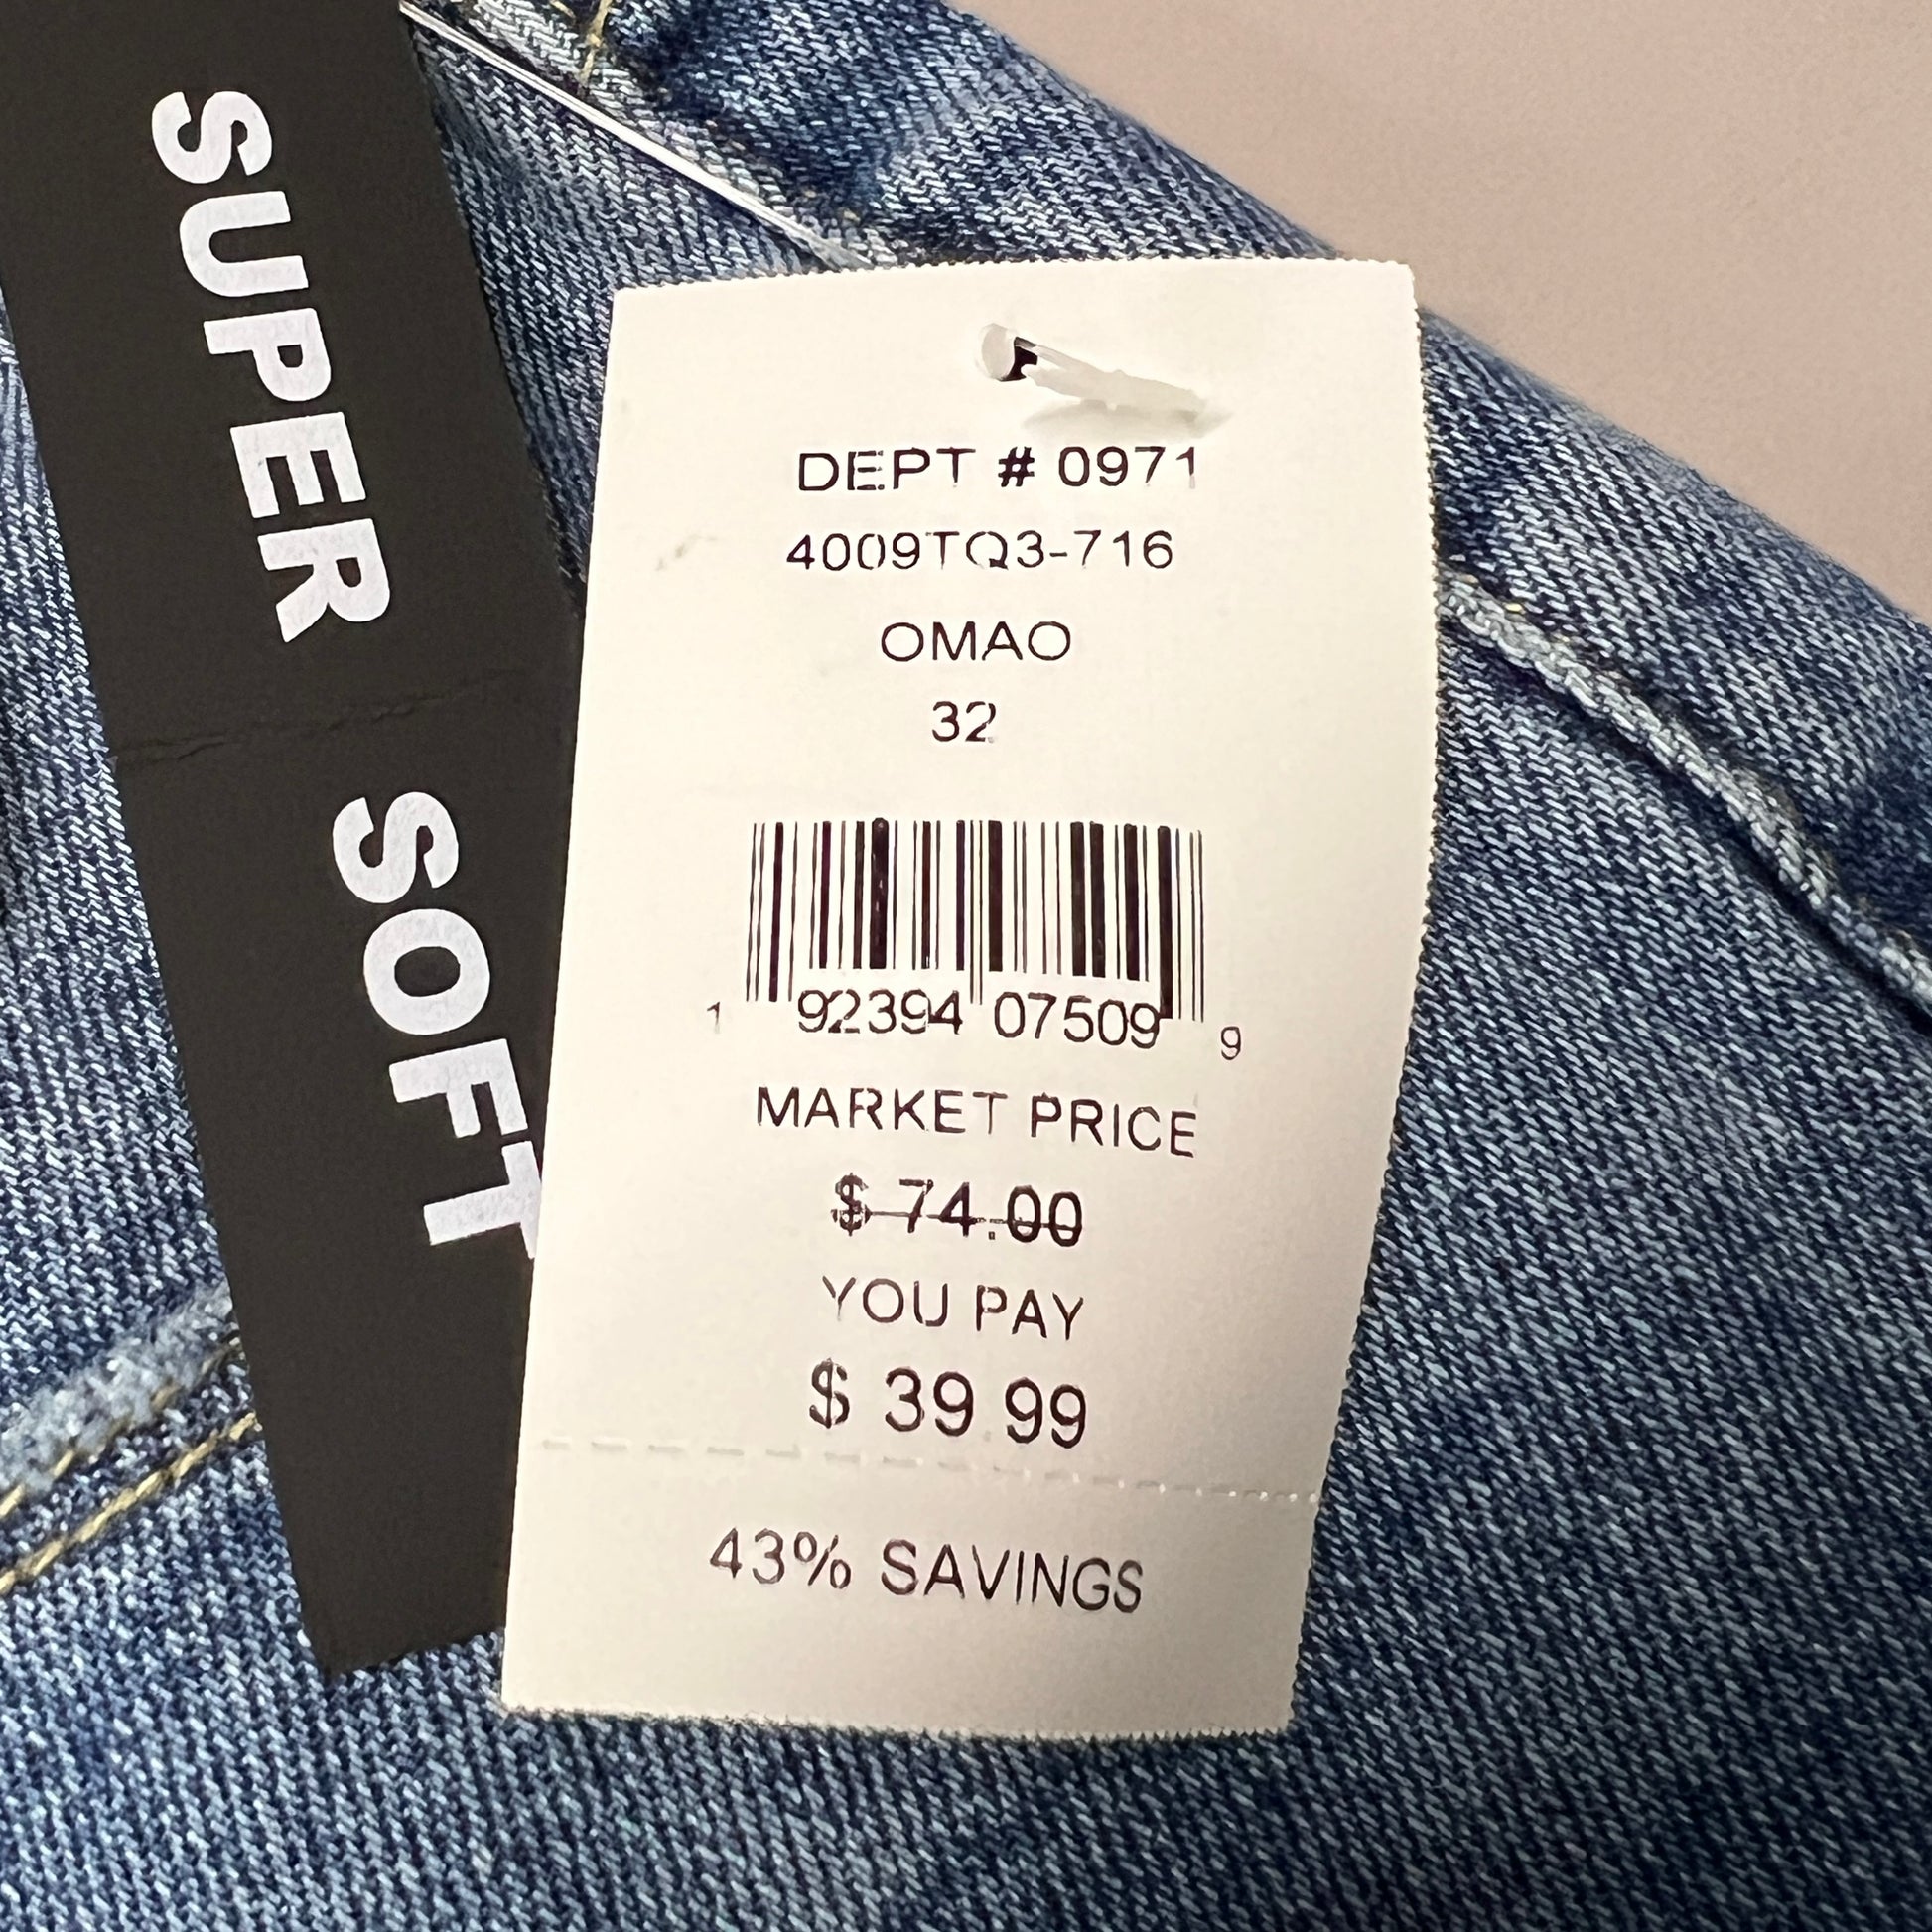 SUPER SOFT
DEPT # 0971
4009TQ3-716
OMAO
32
1 92394 07509 9
MARKET PRICE
$ 74.00
YOU PAY
$ 39.99
43% SAVINGS